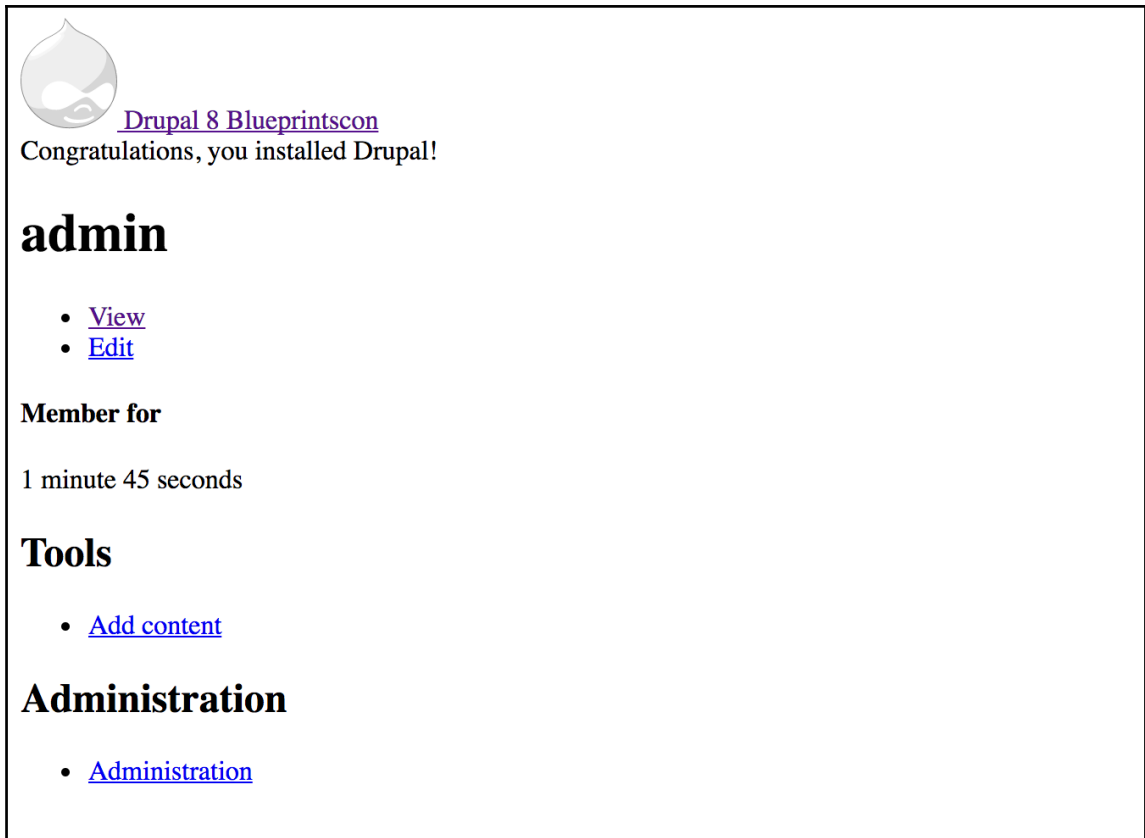 Drupal 8 Blueprintscon
Congratulations, you installed Drupal!
admin
View
Edit
Member for
1 minute 45 seconds
Tools
Add content
Administration
Administration